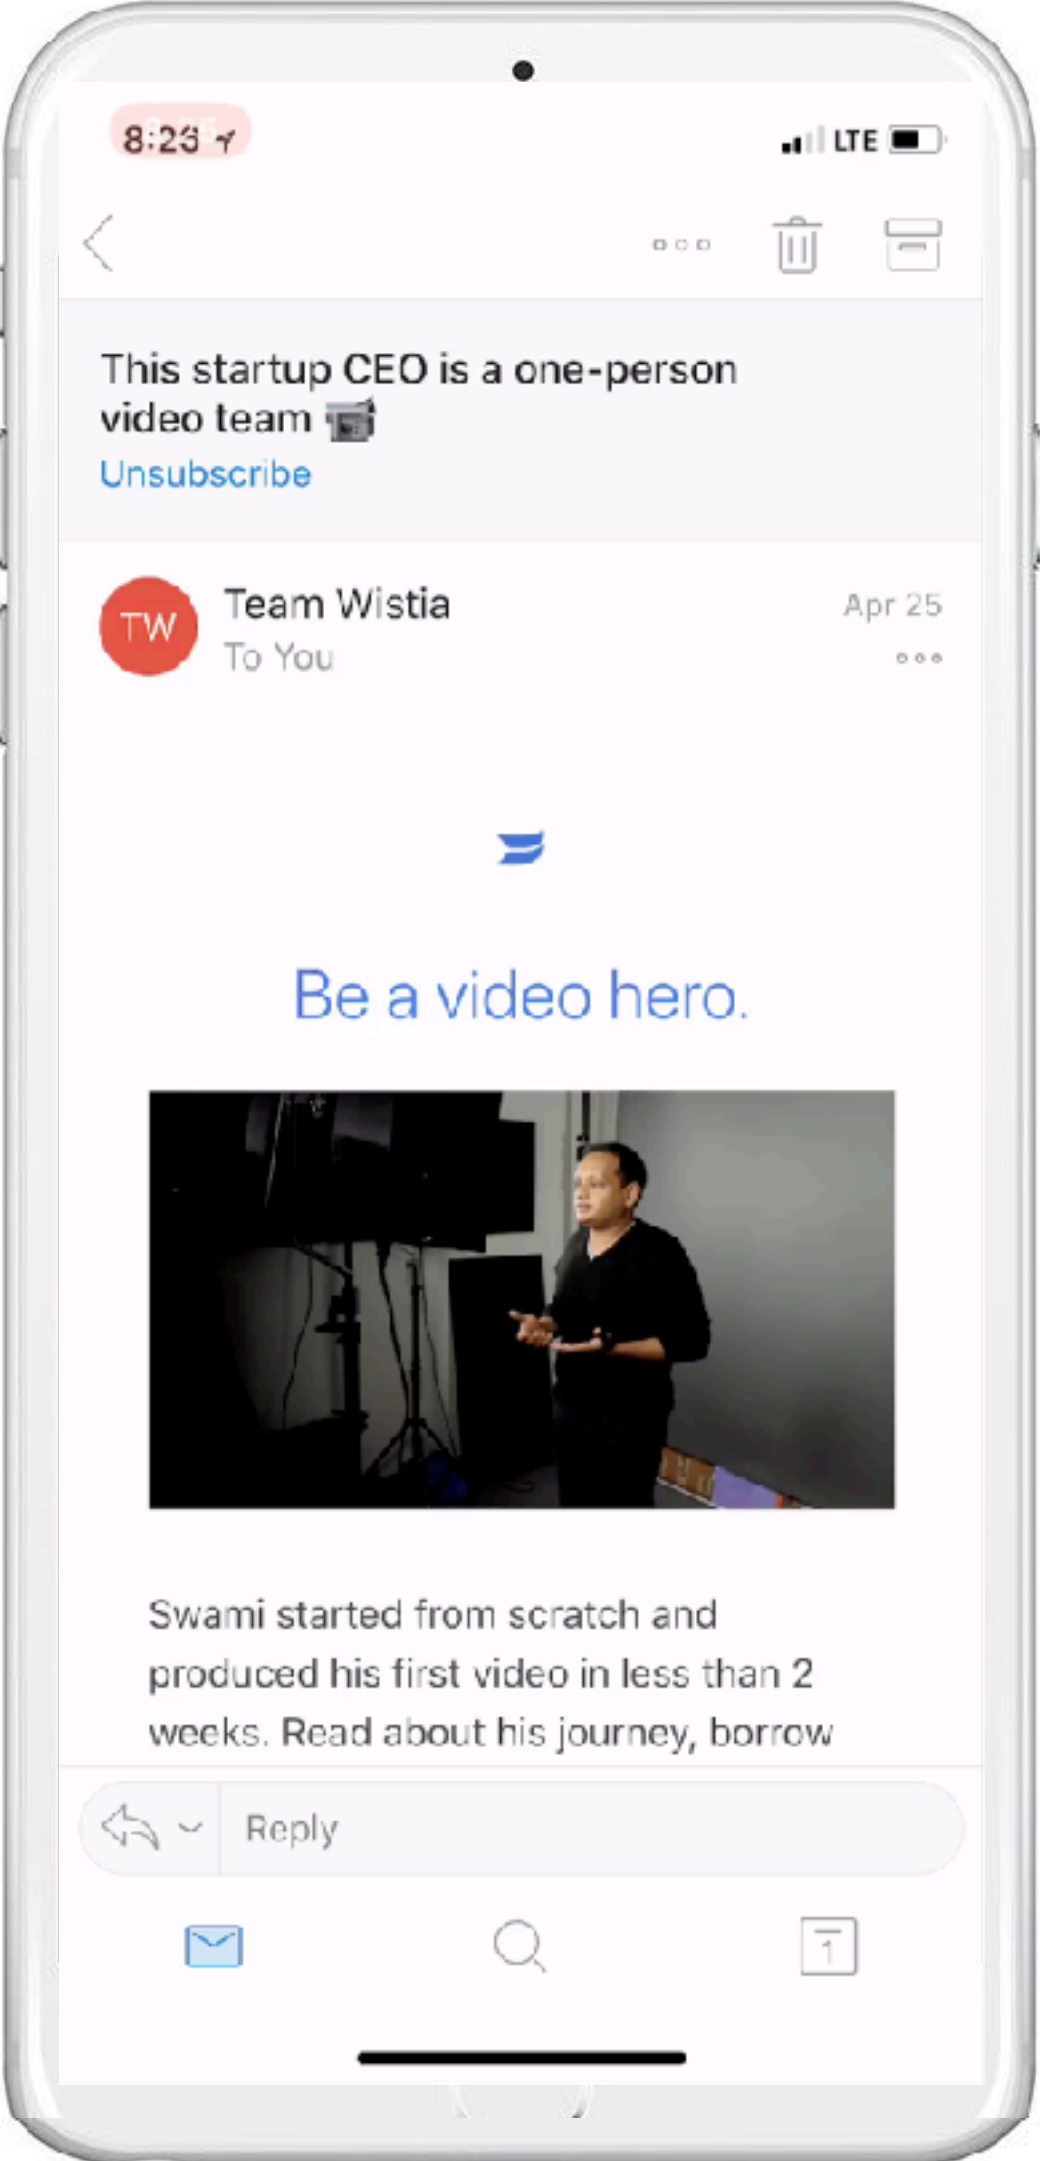 LTE
This startup CEO is a one-person
video team
Unsubscribe
TW
Team Wistia
Apr 25
To You
Be a video hero.
Swami started from scratch and
produced his first video in less than 2
weeks. Read about his journey, borrow
Reply
1